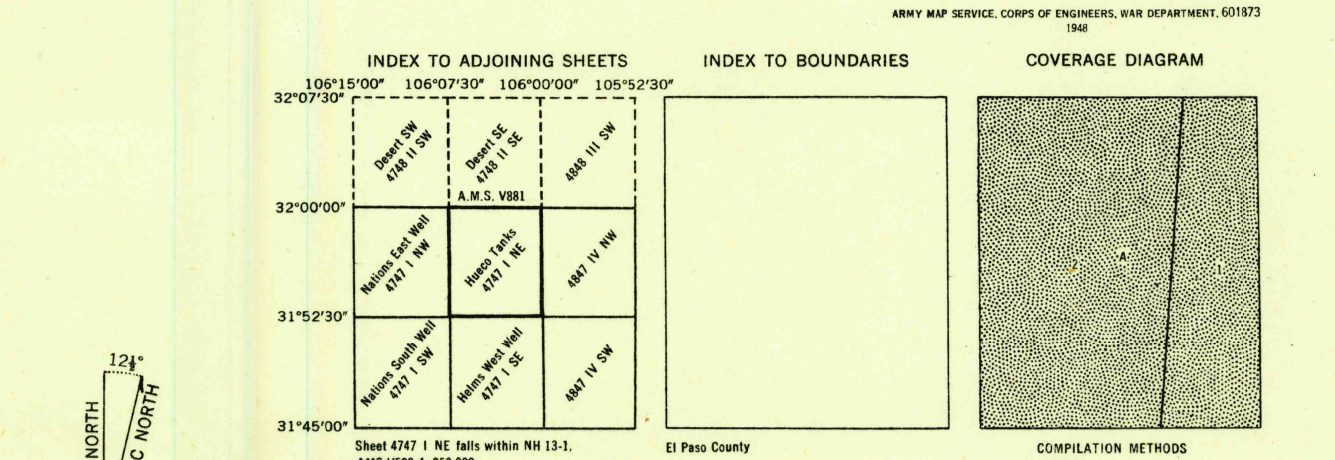 ARMY MAP SERVICE, CORPS OF ENGINEERS, WAR DEPARTMENT, 601873
1948
INDEX TO ADJOINING SHEETS
106°15'00" 106°07'30" 106°00'00" 105°52'30"
32°07'30"
Desert SW
4748 II SW
Desert SE
4748 II SE
4848 III SW
A.M.S. V881
32°00'00"
Nations East Well
4747 I NW
Hueco Tanks
4747 I NE
4847 IV NW
31°52'30"
Nations South Well
4747 I SW
Helms West Well
4747 I SE
4847 IV SW
31°45'00"
Sheet 4747 I NE falls within NH 13-1,
INDEX TO BOUNDARIES
El Paso County
COVERAGE DIAGRAM
2
A
1
COMPILATION METHODS
12½°
NORTH
C NORTH